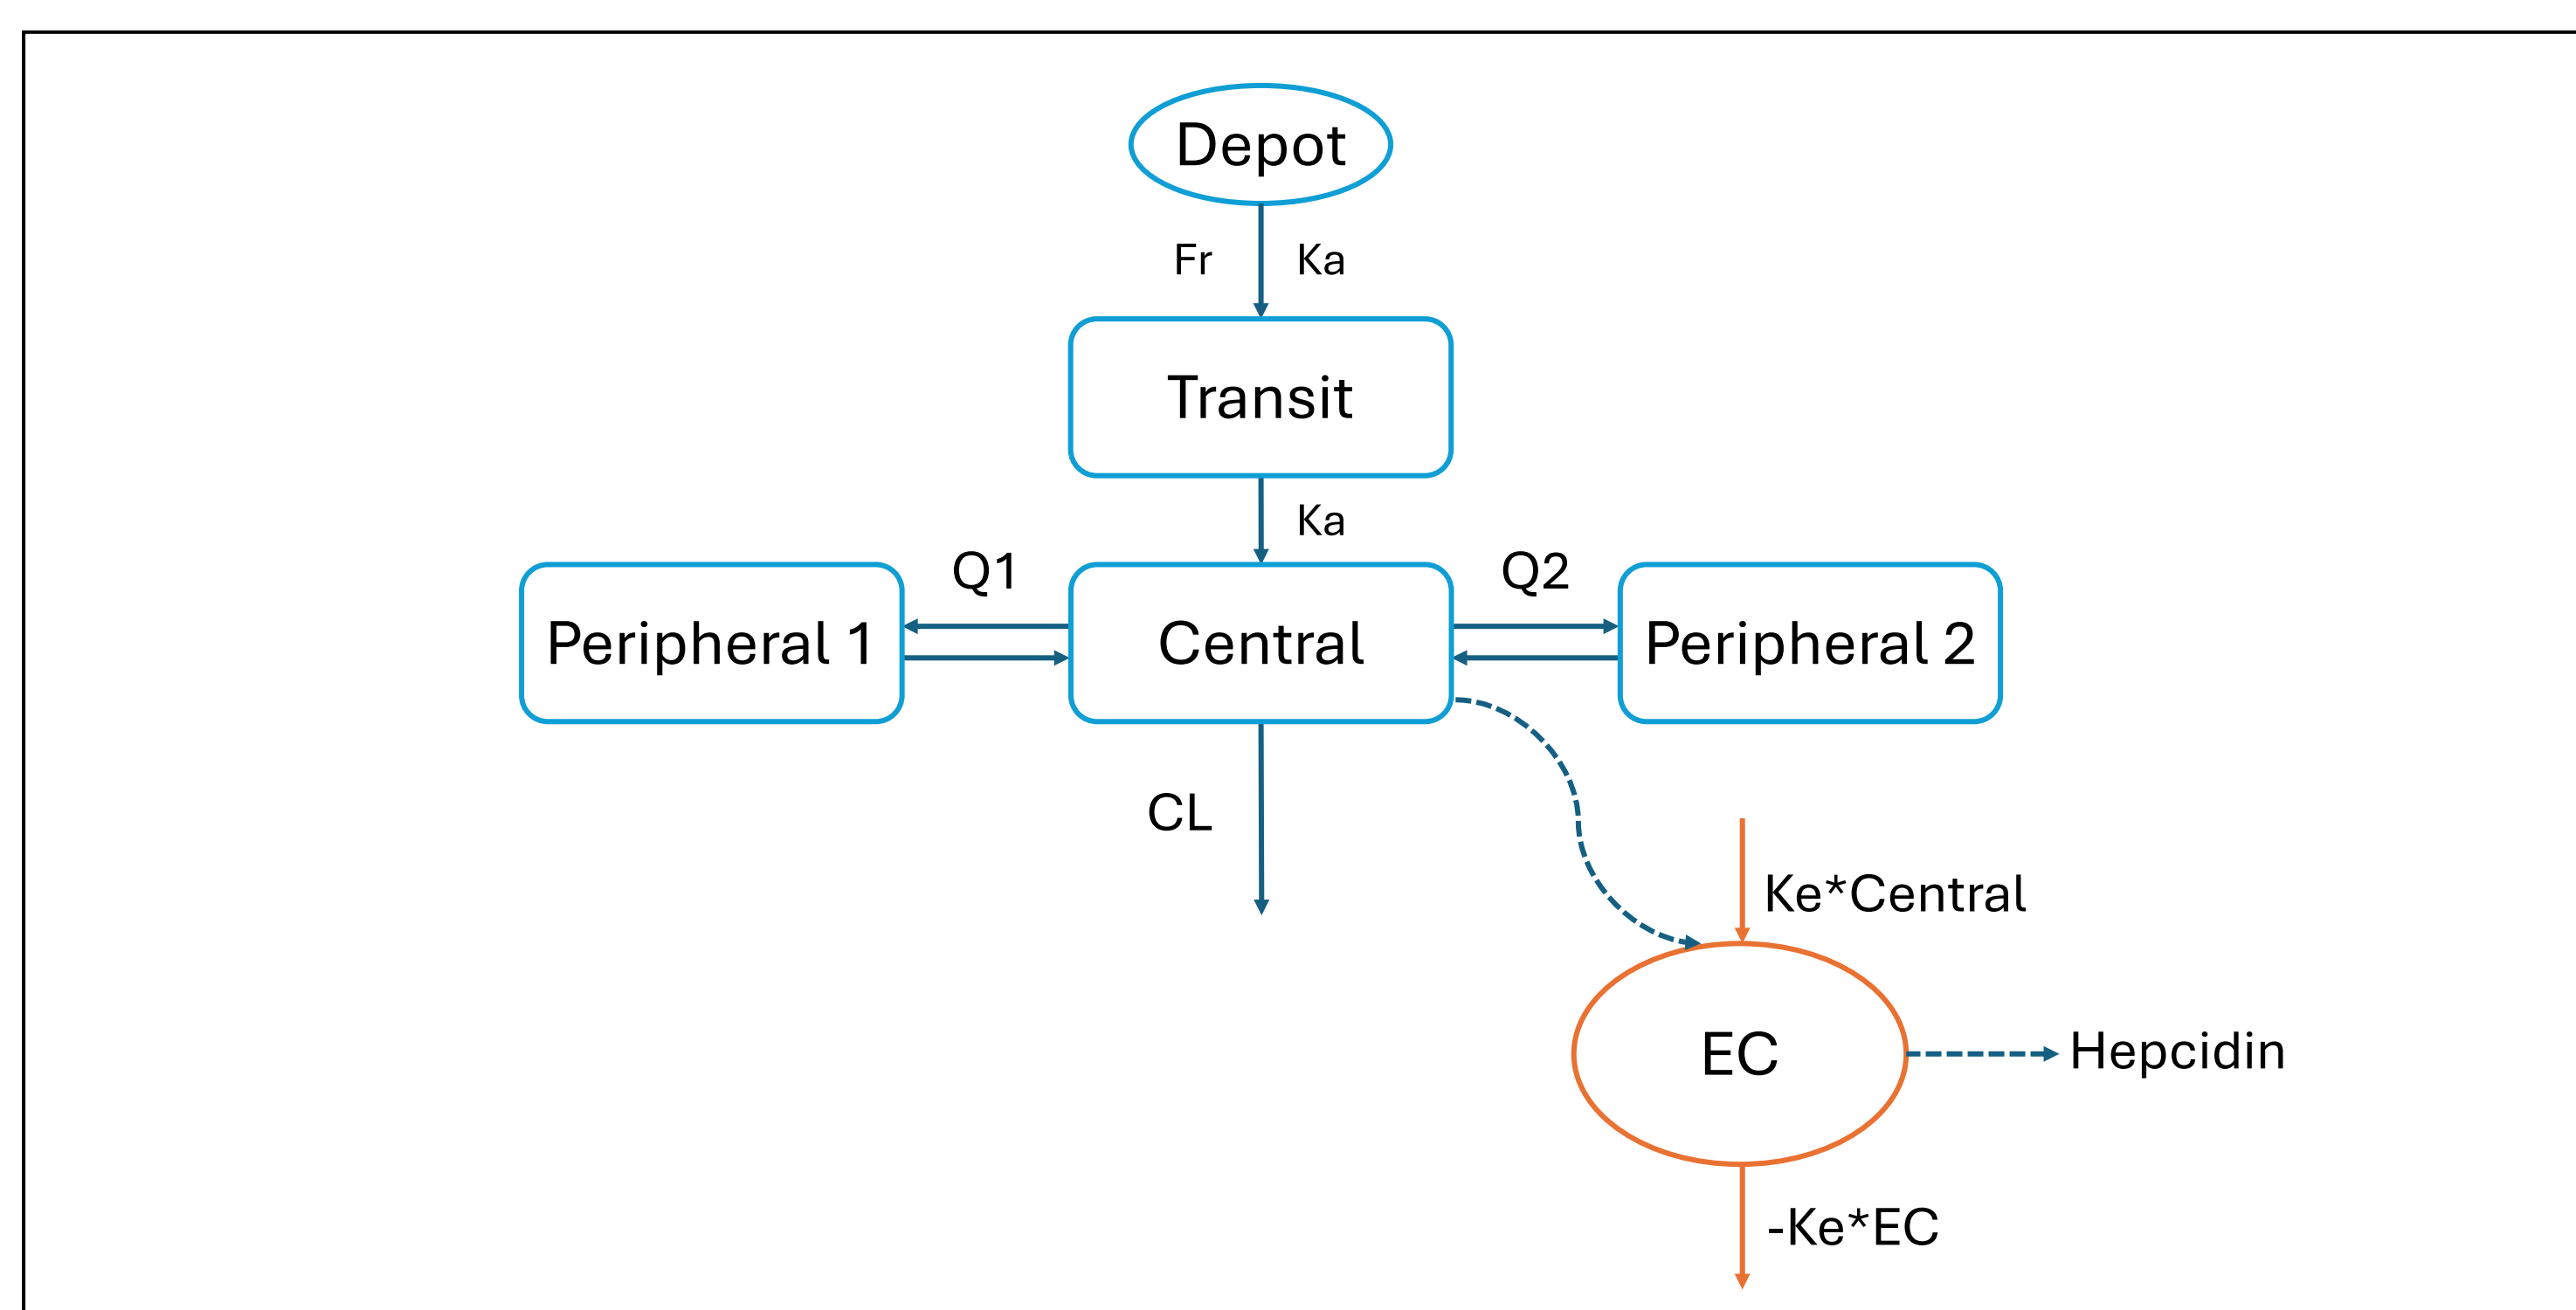 Depot
Fr Ka
Transit
Ka
Q1 Q2
Peripheral 1 Central Peripheral 2
CL
Ke*Central
EC Hepcidin
-Ke*EC